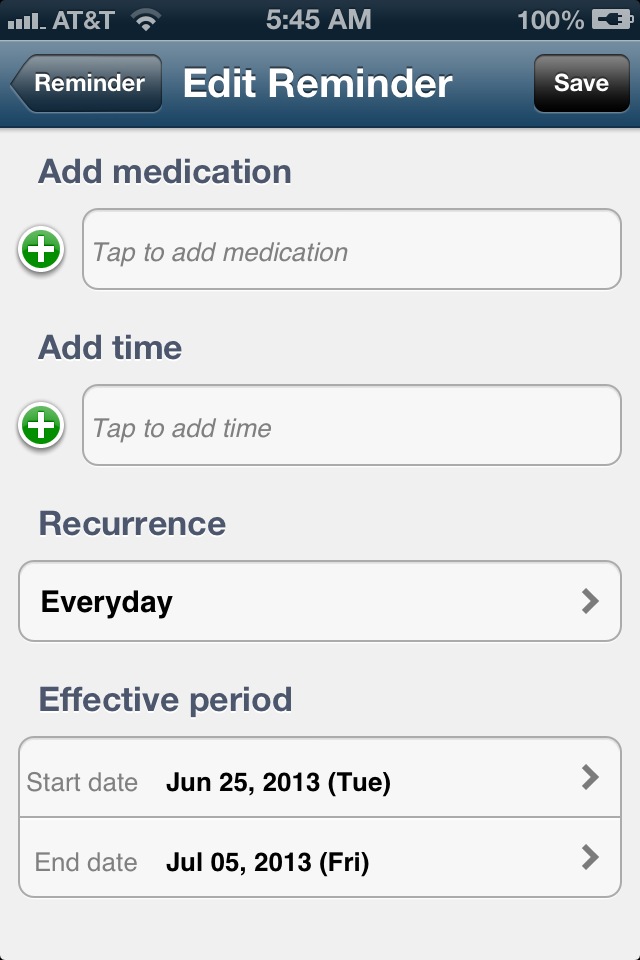 AT&T 5:45 AM 100%
Reminder Edit Reminder Save
Add medication
Tap to add medication
Add time
Tap to add time
Recurrence
Everyday
Effective period
Start date Jun 25, 2013 (Tue)
End date Jul 05, 2013 (Fri)